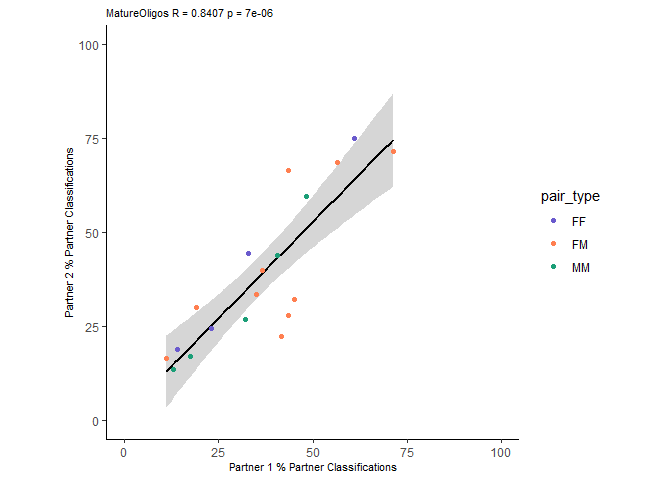 MatureOligos R = 0.8407 p = 7e-06
100
75
50
25
0
Partner 2 % Partner Classifications
0 25 50 75 100
Partner 1 % Partner Classifications
pair_type
FF
FM
MM